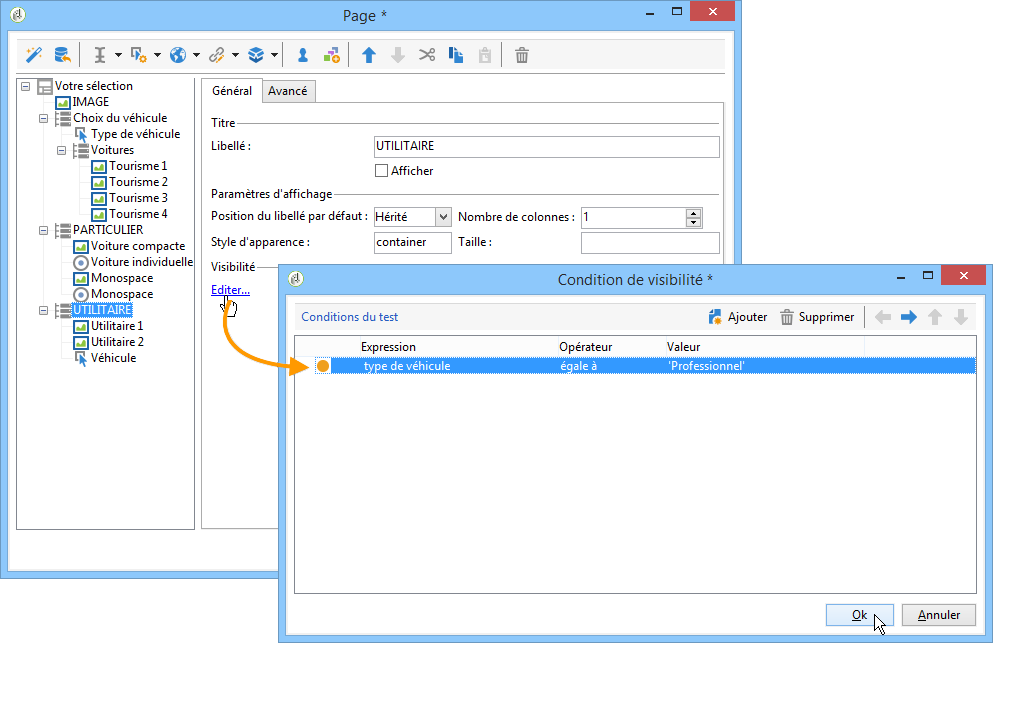 Page *
Votre sélection
IMAGE
Choix du véhicule
Type de véhicule
Voitures
Tourisme 1
Tourisme 2
Tourisme 3
Tourisme 4
PARTICULIER
Voiture compacte
Voiture individuelle
Monospace
Monospace
UTILITAIRE
Utilitaire 1
Utilitaire 2
Véhicule
Général Avancé
Titre
Libellé : UTILITAIRE
Afficher
Paramètres d'affichage
Position du libellé par défaut : Hérité Nombre de colonnes : 1
Style d'apparence : container Taille :
Visibilité
Editer...
Condition de visibilité *
Conditions du test Ajouter Supprimer
Expression Opérateur Valeur
type de véhicule égale à 'Professionnel'
Ok Annuler